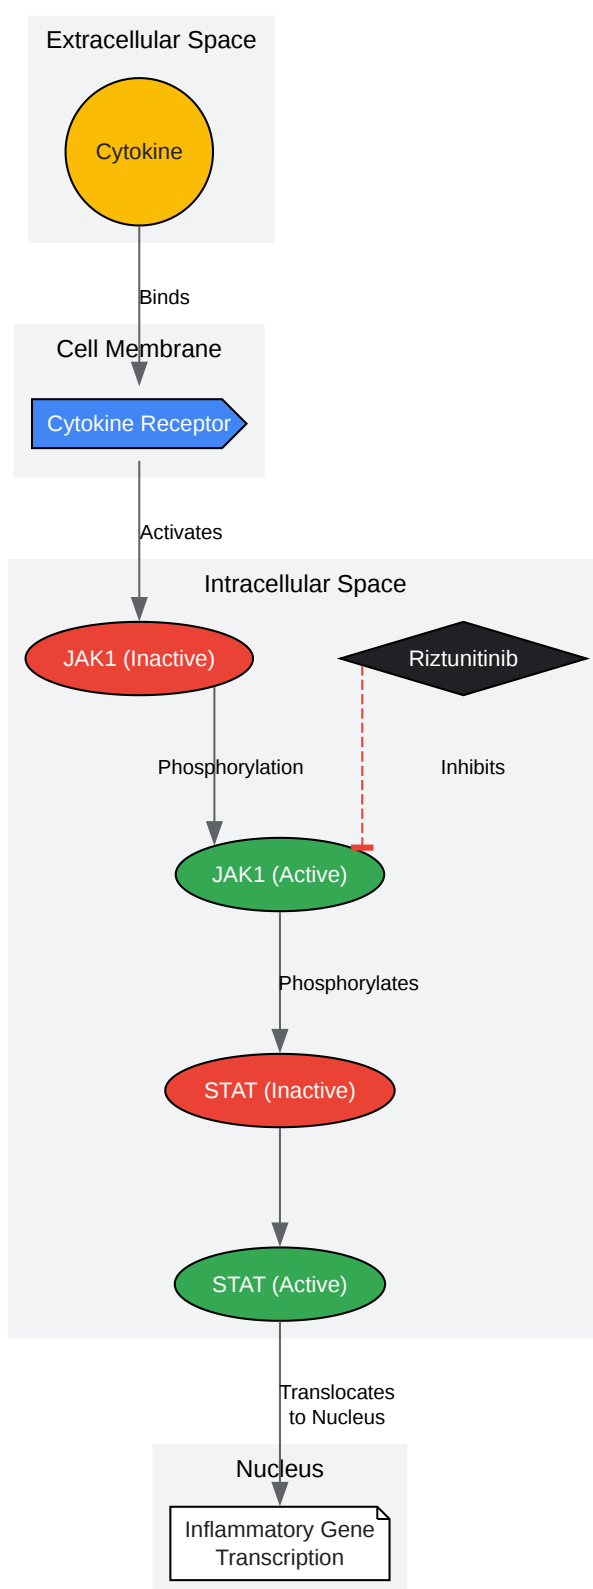 Extracellular Space
Cytokine
Binds
Cell Membrane
Cytokine Receptor
Activates
Intracellular Space
JAK1 (Inactive)
Riztunitinib
Phosphorylation
Inhibits
JAK1 (Active)
Phosphorylates
STAT (Inactive)
STAT (Active)
Translocates
to Nucleus
Nucleus
Inflammatory Gene
Transcription